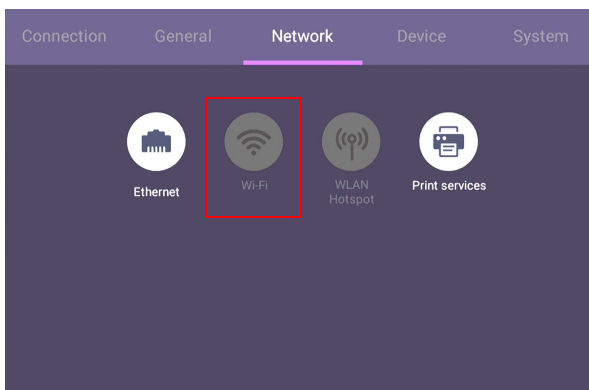 Connection General Network Device System
Ethernet Wi-Fi WLAN Hotspot Print services